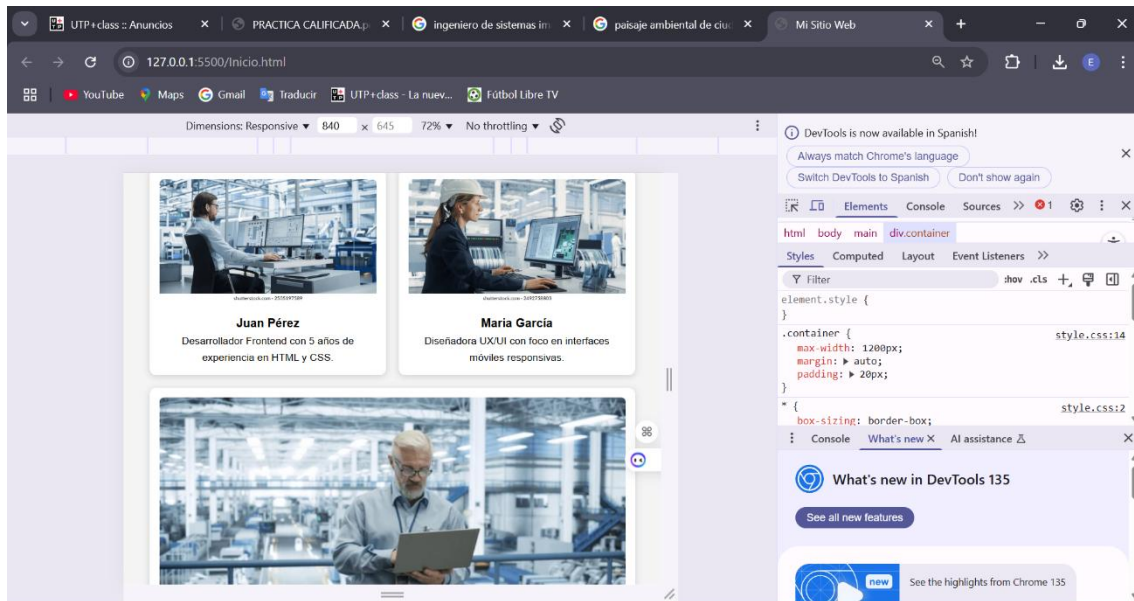 UTP+class :: Anuncios
PRACTICA CALIFICADA.p
ingeniero de sistemas im
paisaje ambiental de ciu
Mi Sitio Web
127.0.0.1:5500/Inicio.html
E
YouTube
Maps
Gmail
Traducir
UTP+class - La nuev...
Fútbol Libre TV
Dimensions: Responsive ▼ 840 x 645 72% ▼ No throttling ▼
DevTools is now available in Spanish!
Always match Chrome's language
Switch DevTools to Spanish
Don't show again
Elements Console Sources >> 1
html body main div.container
Styles Computed Layout Event Listeners >>
Filter :hov .cls
element.style {
}
.container { style.css:14
max-width: 1200px;
margin: ▶ auto;
padding: ▶ 20px;
}
* { style.css:2
box-sizing: border-box;
Console What's new × AI assistance
What's new in DevTools 135
See all new features
new
See the highlights from Chrome 135
Juan Pérez
Desarrollador Frontend con 5 años de
experiencia en HTML y CSS.
Maria García
Diseñadora UX/UI con foco en interfaces
móviles responsivas.